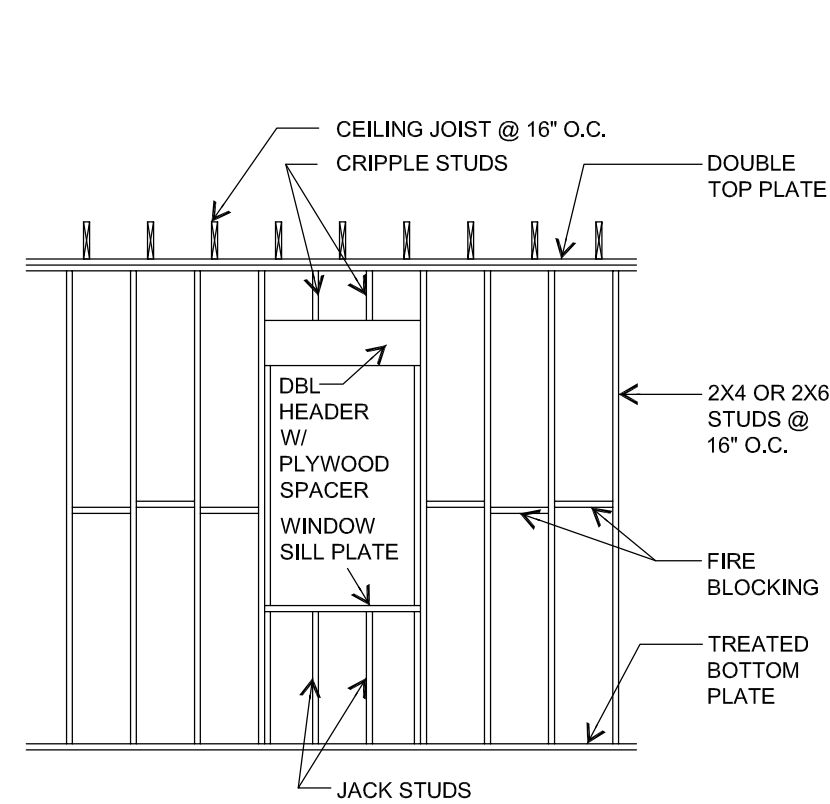 CEILING JOIST @ 16" O.C.
CRIPPLE STUDS
DOUBLE
TOP PLATE
DBL
HEADER
W/
PLYWOOD
SPACER
2X4 OR 2X6
STUDS @
16" O.C.
WINDOW
SILL PLATE
FIRE
BLOCKING
TREATED
BOTTOM
PLATE
JACK STUDS